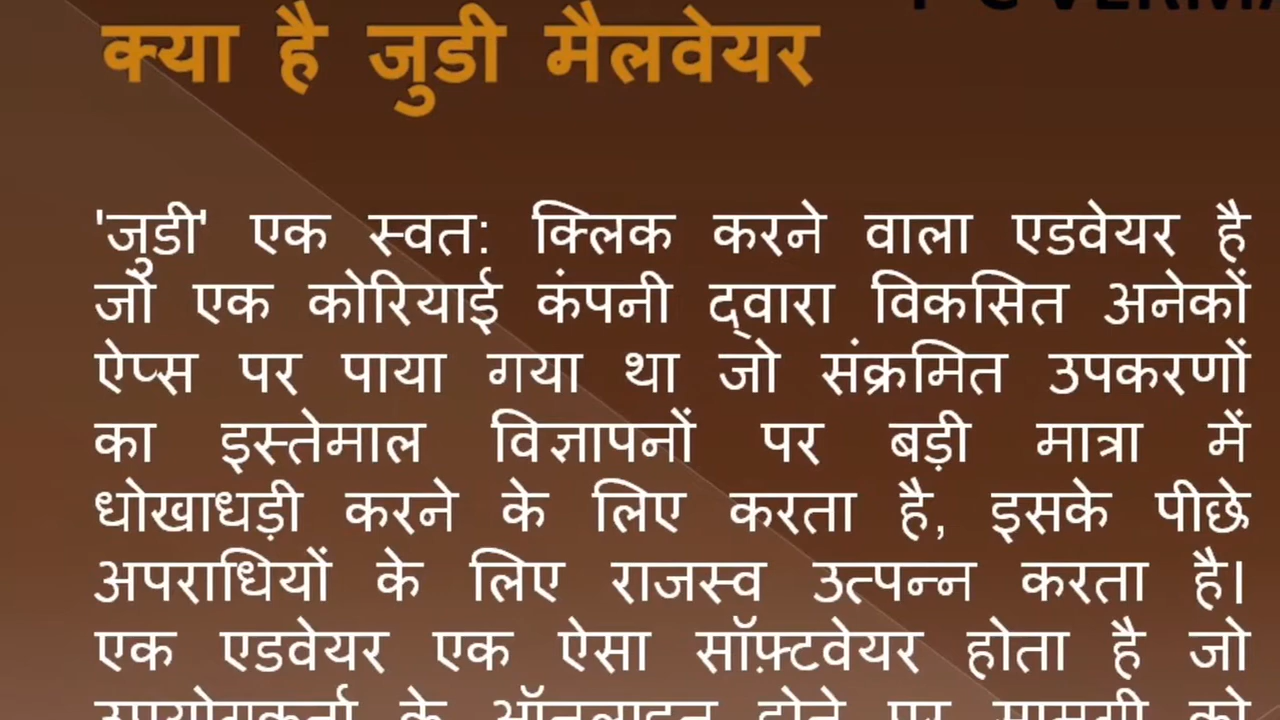 क्या है जुडी मैलवेयर
'जुडी' एक स्वत: क्लिक करने वाला एडवेयर है
जो एक कोरियाई कंपनी द्वारा विकसित अनेकों
ऐप्स पर पाया गया था जो संक्रमित उपकरणों
का इस्तेमाल विज्ञापनों पर बड़ी मात्रा में
धोखाधड़ी करने के लिए करता है, इसके पीछे
अपराधियों के लिए राजस्व उत्पन्न करता है।
एक एडवेयर एक ऐसा सॉफ़्टवेयर होता है जो